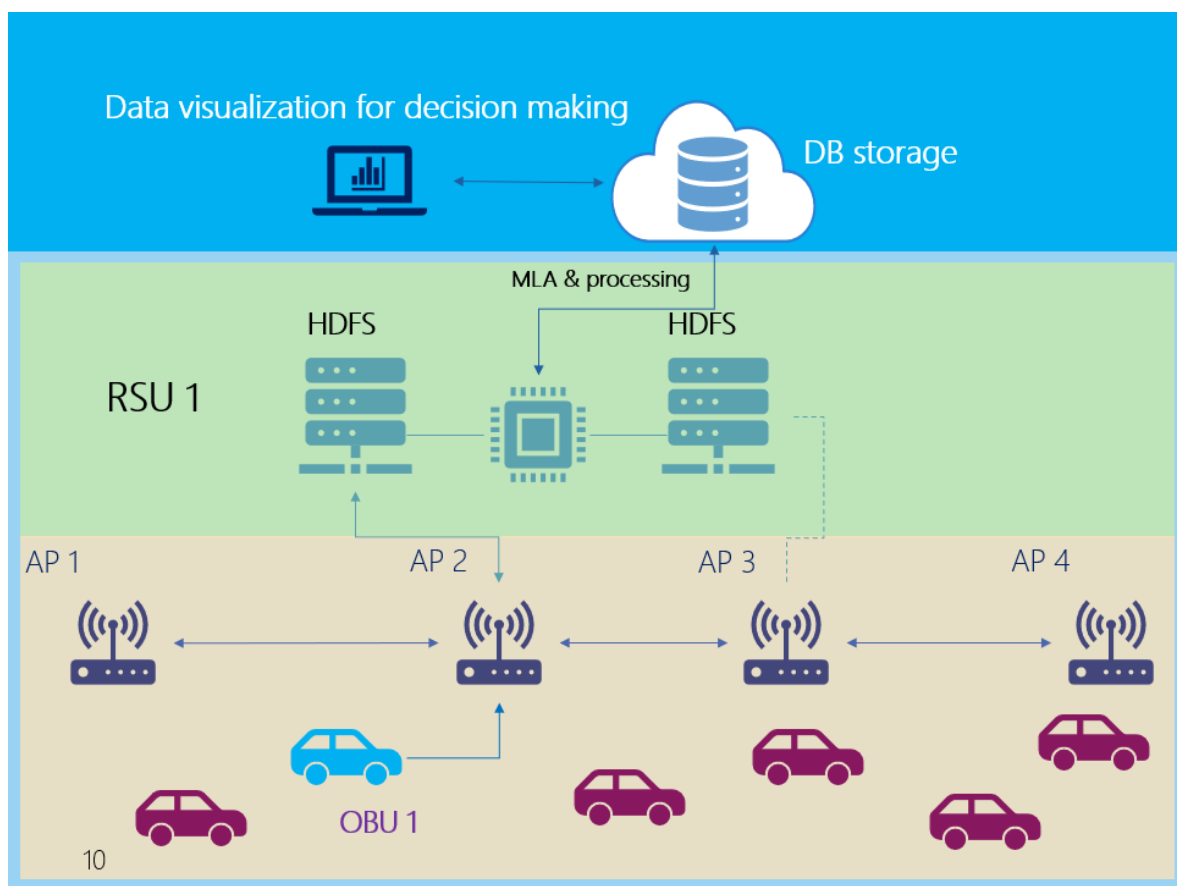 Data visualization for decision making
DB storage
MLA & processing
HDFS
HDFS
RSU 1
AP 1
AP 2
AP 3
AP 4
OBU 1
10